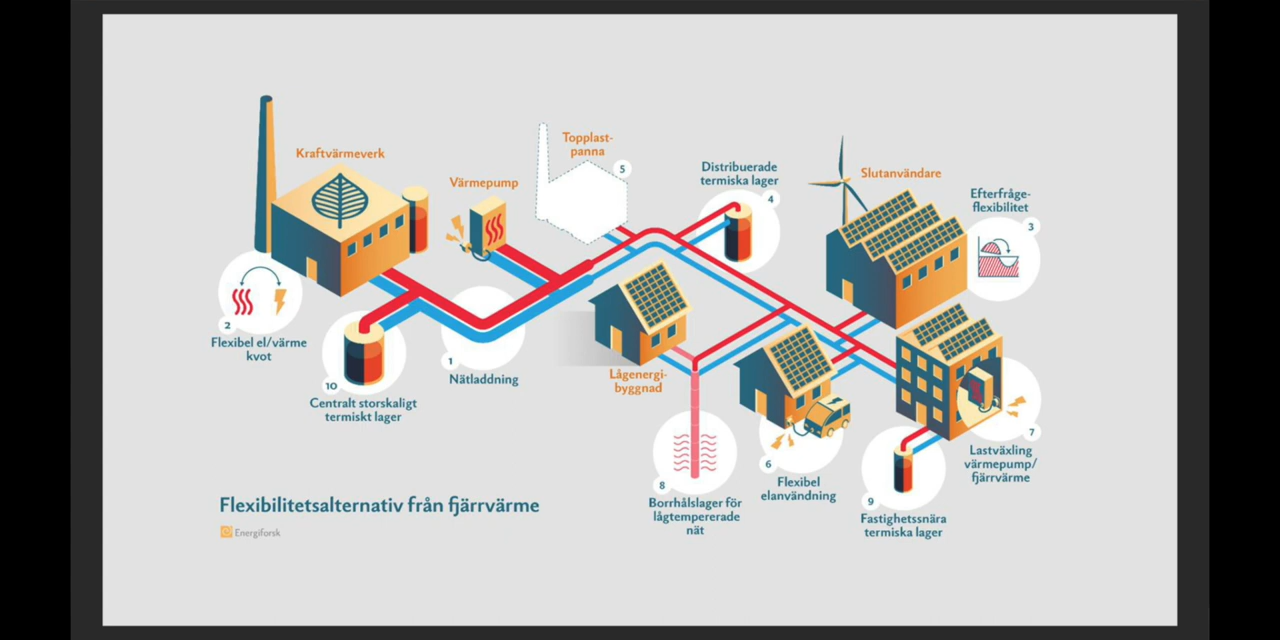 Kraftvärmeverk
Värmepump
Topplast-
panna
5
Distribuerade
termiska lager
4
Slutanvändare
Efterfråge-
flexibilitet
3
2
Flexibel el/värme
kvot
10
Centralt storskaligt
termiskt lager
1
Nätladdning
Lågenergi-
byggnad
8
Borrhålslager för
lågtempererade
nät
6
Flexibel
elanvändning
7
Lastväxling
värmepump/
fjärrvärme
9
Fastighetssnära
termiska lager
Flexibilitetsalternativ från fjärrvärme
Energiforsk